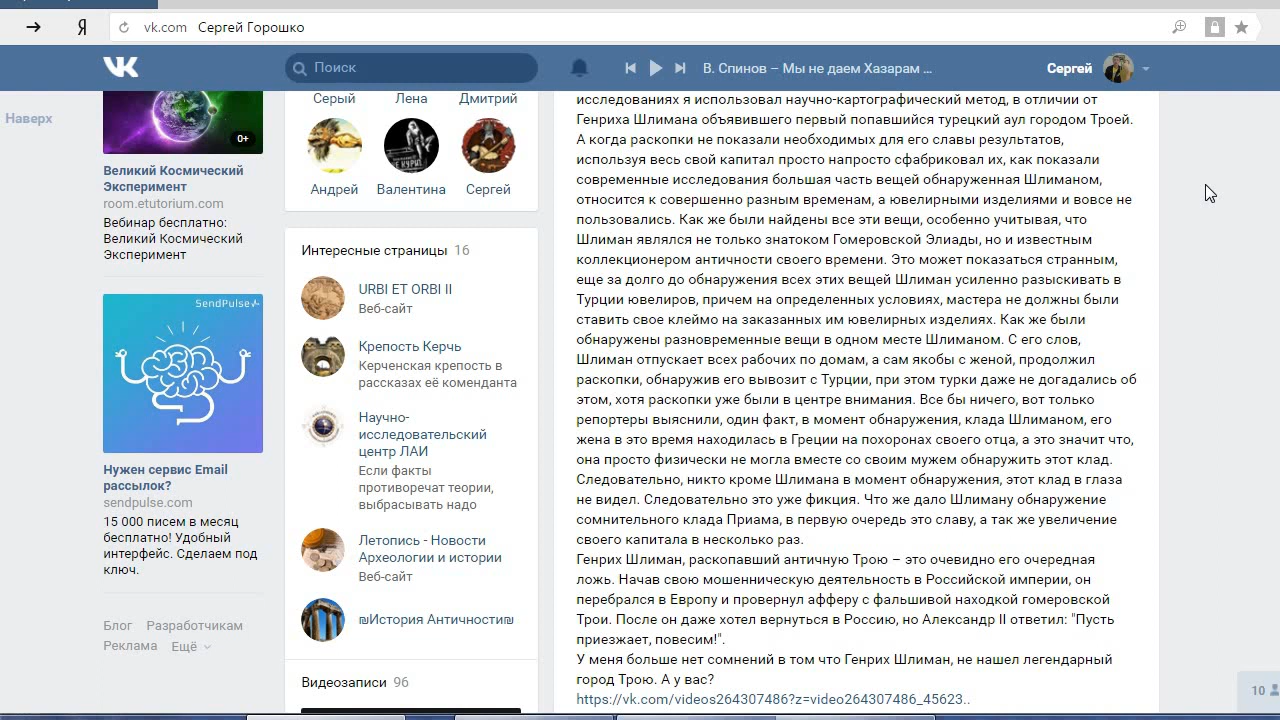 Я
vk.com Сергей Горошко
Поиск
В. Спинов – Мы не даем Хазарам ...
Сергей
Наверх
0+
Великий Космический
Эксперимент
room.etutorium.com
Вебинар бесплатно:
Великий Космический
Эксперимент
SendPulse
Нужен сервис Email
рассылок?
sendpulse.com
15 000 писем в месяц
бесплатно! Удобный
интерфейс. Сделаем под
ключ.
Блог Разработчикам
Реклама Ещё
Серый Лена Дмитрий
Андрей Валентина Сергей
Интересные страницы 16
URBI ET ORBI II
Веб-сайт
Крепость Керчь
Керченская крепость в
рассказах её коменданта
Научно-
исследовательский
центр ЛАИ
Если факты
противоречат теории,
выбрасывать надо
Летопись - Новости
Археологии и истории
Веб-сайт
₪История Античности₪
Видеозаписи 96
исследованиях я использовал научно-картографический метод, в отличии от
Генриха Шлимана объявившего первый попавшийся турецкий аул городом Троей.
А когда раскопки не показали необходимых для его славы результатов,
используя весь свой капитал просто напросто сфабриковал их, как показали
современные исследования большая часть вещей обнаруженная Шлиманом,
относится к совершенно разным временам, а ювелирными изделиями и вовсе не
пользовались. Как же были найдены все эти вещи, особенно учитывая, что
Шлиман являлся не только знатоком Гомеровской Элиады, но и известным
коллекционером античности своего времени. Это может показаться странным,
еще за долго до обнаружения всех этих вещей Шлиман усиленно разыскивает в
Турции ювелиров, причем на определенных условиях, мастера не должны были
ставить свое клеймо на заказанных им ювелирных изделиях. Как же были
обнаружены разновременные вещи в одном месте Шлиманом. С его слов,
Шлиман отпускает всех рабочих по домам, а сам якобы с женой, продолжил
раскопки, обнаружив его вывозит с Турции, при этом турки даже не догадались об
этом, хотя раскопки уже были в центре внимания. Все бы ничего, вот только
репортеры выяснили, один факт, в момент обнаружения, клада Шлиманом, его
жена в это время находилась в Греции на похоронах своего отца, а это значит что,
она просто физически не могла вместе со своим мужем обнаружить этот клад.
Следовательно, никто кроме Шлимана в момент обнаружения, этот клад в глаза
не видел. Следовательно это уже фикция. Что же дало Шлиману обнаружение
сомнительного клада Приама, в первую очередь это славу, а так же увеличение
своего капитала в несколько раз.
Генрих Шлиман, раскопавший античную Трою – это очевидно его очередная
ложь. Начав свою мошенническую деятельность в Российской империи, он
перебрался в Европу и провернул афферу с фальшивой находкой гомеровской
Трои. После он даже хотел вернуться в Россию, но Александр II ответил: "Пусть
приезжает, повесим!".
У меня больше нет сомнений в том что Генрих Шлиман, не нашел легендарный
город Трою. А у вас?
https://vk.com/videos264307486?z=video264307486_45623..
10